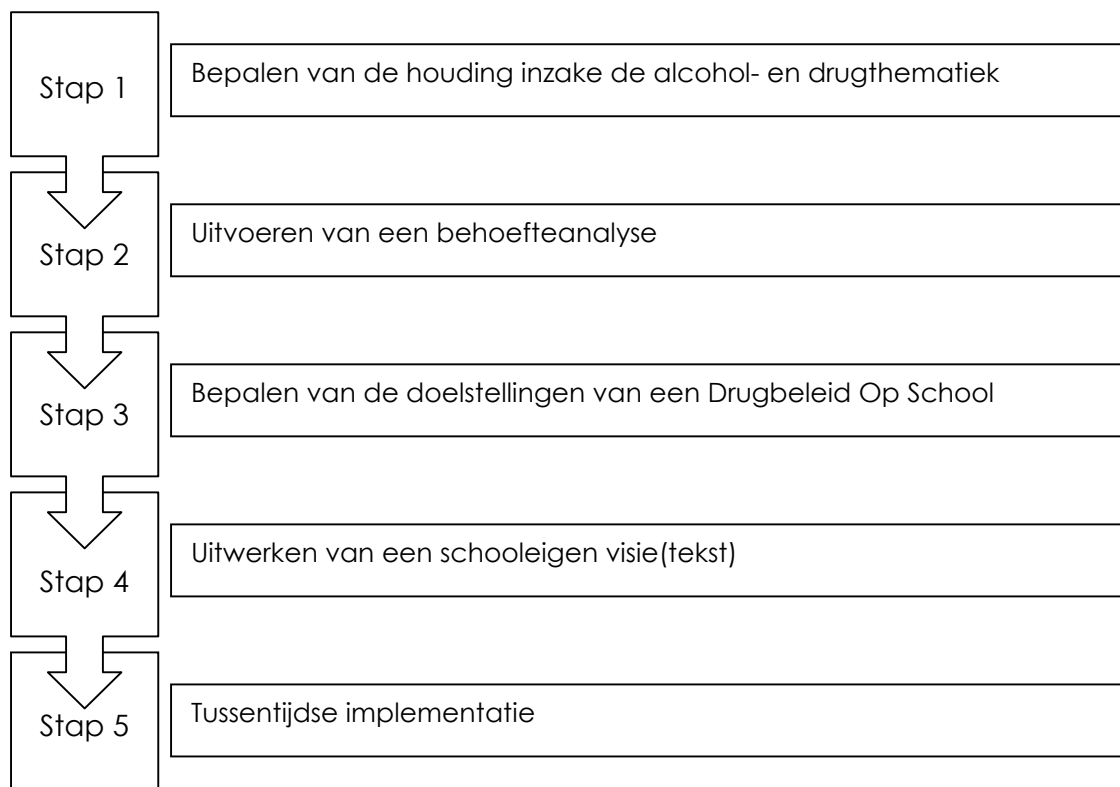 Stap 1
Bepalen van de houding inzake de alcohol- en drugthematiek
Stap 2
Uitvoeren van een behoefteanalyse
Stap 3
Bepalen van de doelstellingen van een Drugbeleid Op School
Stap 4
Uitwerken van een schooleigen visie(tekst)
Stap 5
Tussentijdse implementatie